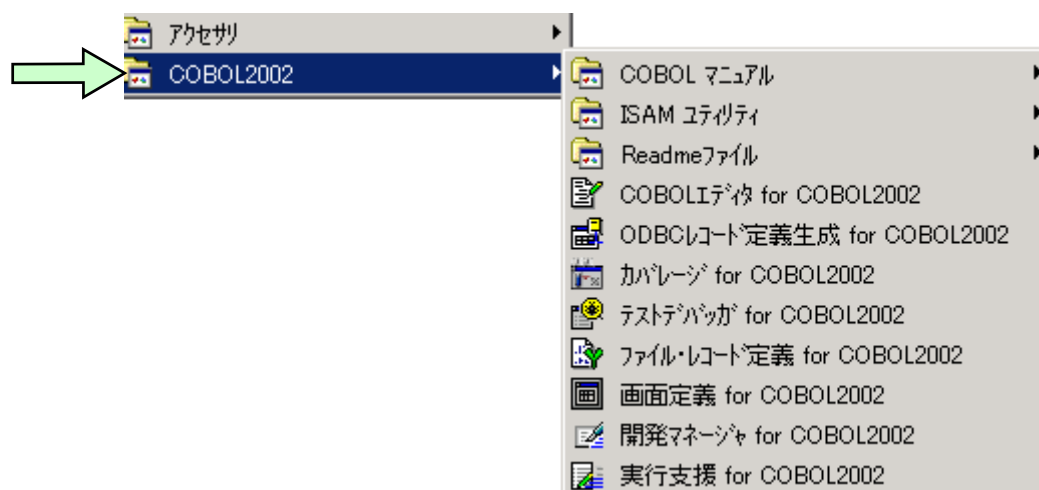 アクセサリ
COBOL2002
COBOL マニュアル
ISAM ユティリティ
Readmeファイル
COBOLエディタ for COBOL2002
ODBCレコード定義生成 for COBOL2002
カバレージ for COBOL2002
テストデバッガ for COBOL2002
ファイル・レコード定義 for COBOL2002
画面定義 for COBOL2002
開発マネージャ for COBOL2002
実行支援 for COBOL2002